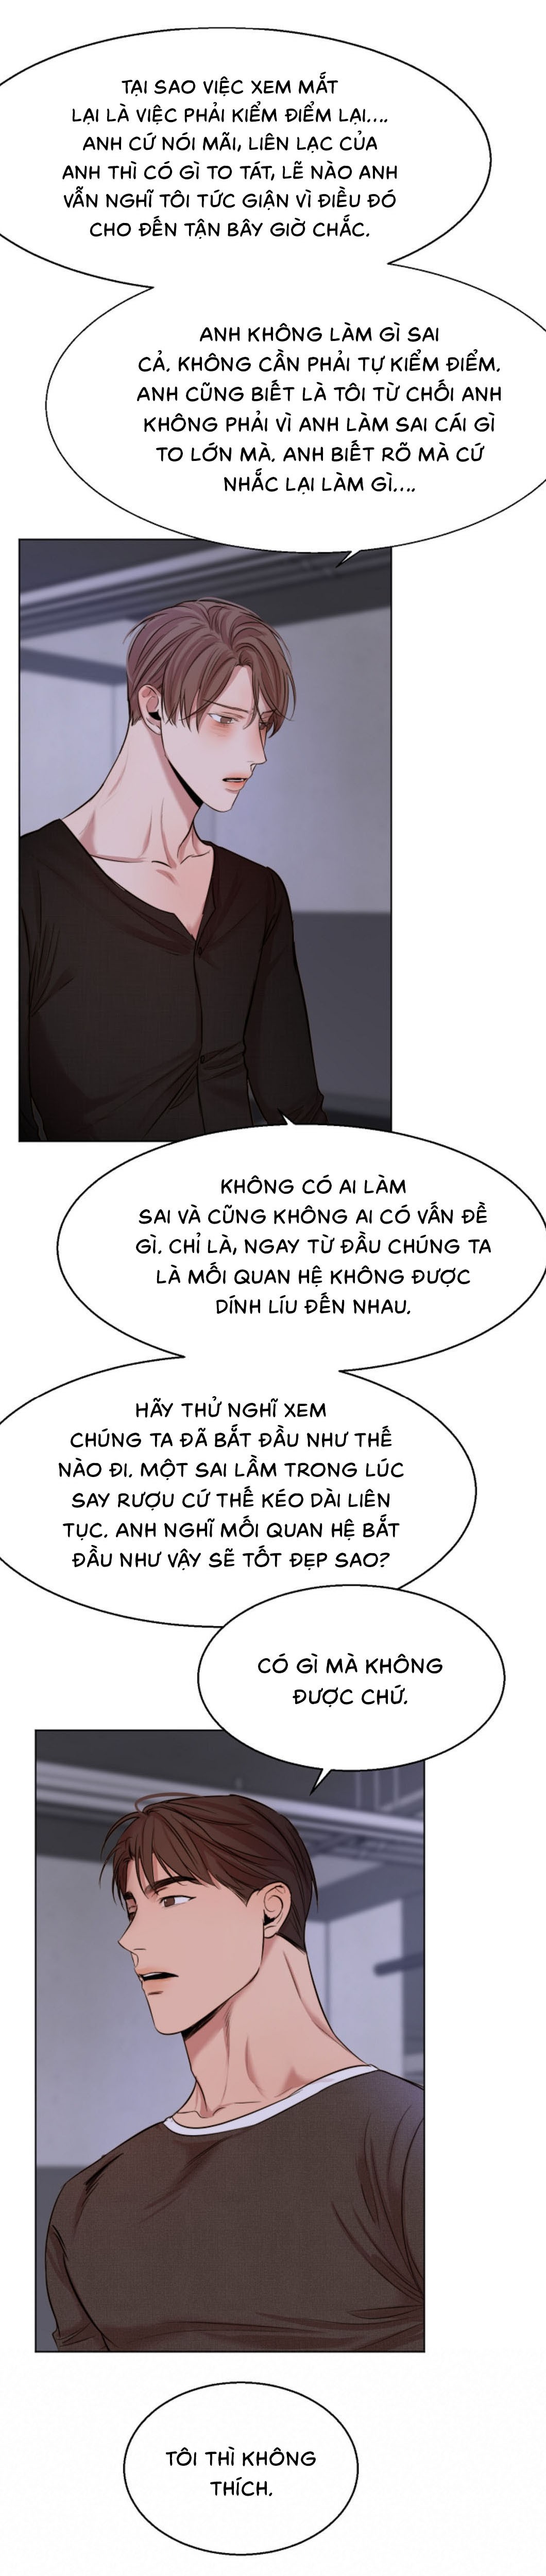 TẠI SAO VIỆC XEM MẮT
LẠI LÀ VIỆC PHẢI KIỂM ĐIỂM LẠI....
ANH CỨ NÓI MÃI, LIÊN LẠC CỦA
ANH THÌ CÓ GÌ TO TÁT, LẼ NÀO ANH
VẪN NGHĨ TÔI TỨC GIẬN VÌ ĐIỀU ĐÓ
CHO ĐẾN TẬN BÂY GIỜ CHẮC.
ANH KHÔNG LÀM GÌ SAI
CẢ. KHÔNG CẦN PHẢI TỰ KIỂM ĐIỂM.
ANH CŨNG BIẾT LÀ TÔI TỪ CHỐI ANH
KHÔNG PHẢI VÌ ANH LÀM SAI CÁI GÌ
TO LỚN MÀ. ANH BIẾT RÕ MÀ CỨ
NHẮC LẠI LÀM GÌ....
KHÔNG CÓ AI LÀM
SAI VÀ CŨNG KHÔNG AI CÓ VẤN ĐỀ
GÌ. CHỈ LÀ, NGAY TỪ ĐẦU CHÚNG TA
LÀ MỐI QUAN HỆ KHÔNG ĐƯỢC
DÍNH LÍU ĐẾN NHAU.
HÃY THỬ NGHĨ XEM
CHÚNG TA ĐÃ BẮT ĐẦU NHƯ THẾ
NÀO ĐI. MỘT SAI LẦM TRONG LÚC
SAY RƯỢU CỨ THẾ KÉO DÀI LIÊN
TỤC. ANH NGHĨ MỐI QUAN HỆ BẮT
ĐẦU NHƯ VẬY SẼ TỐT ĐẸP SAO?
CÓ GÌ MÀ KHÔNG
ĐƯỢC CHỨ.
TÔI THÌ KHÔNG
THÍCH.